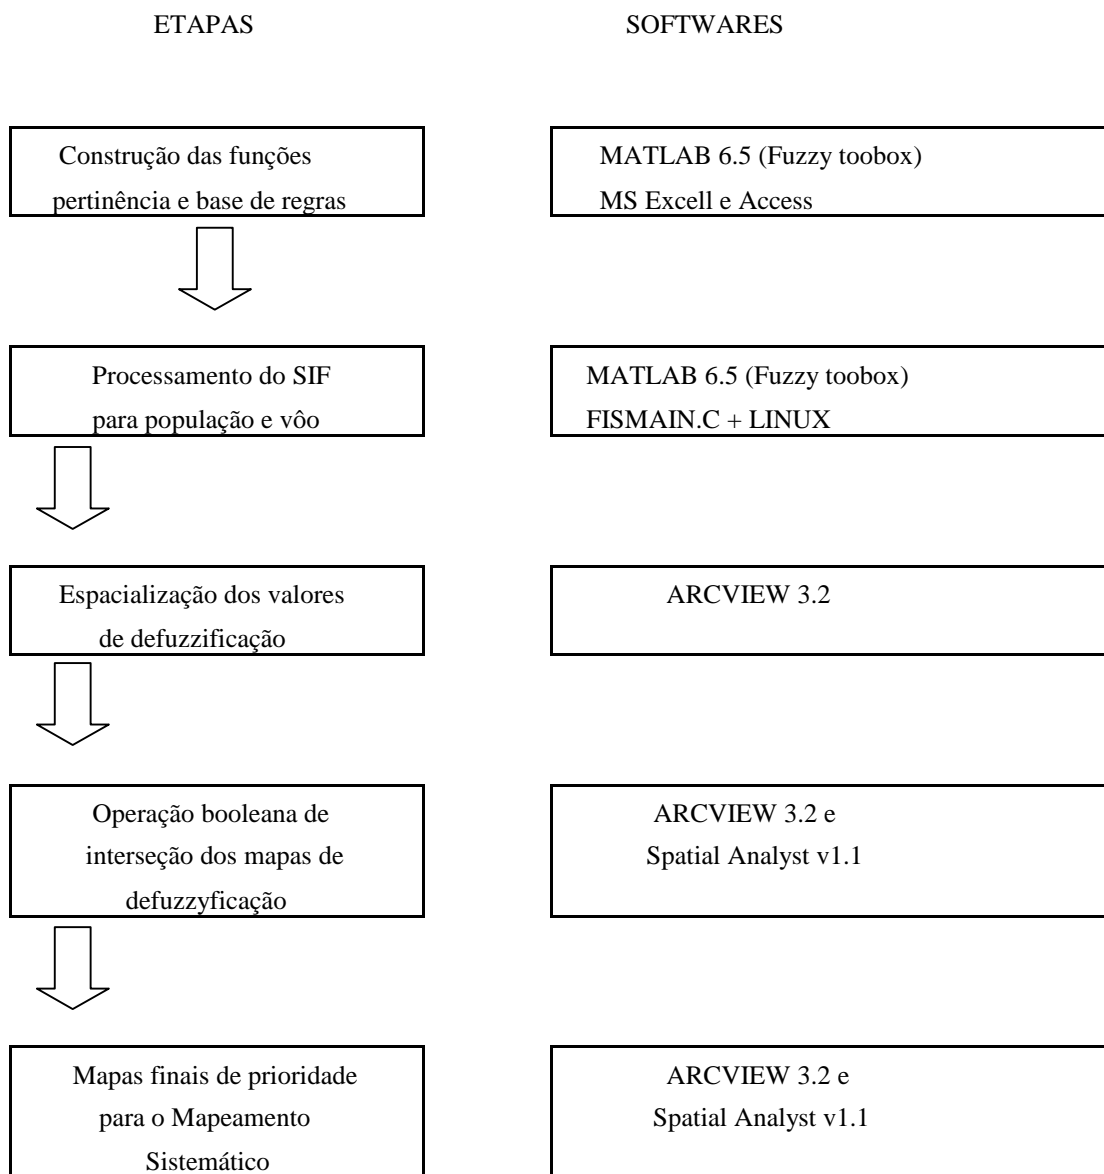 ETAPAS
SOFTWARES
Construção das funções
pertinência e base de regras
MATLAB 6.5 (Fuzzy toobox)
MS Excell e Access
Processamento do SIF
para população e vôo
MATLAB 6.5 (Fuzzy toobox)
FISMAIN.C + LINUX
Espacialização dos valores
de defuzzificação
ARCVIEW 3.2
Operação booleana de
interseção dos mapas de
defuzzyficação
ARCVIEW 3.2 e
Spatial Analyst v1.1
Mapas finais de prioridade
para o Mapeamento
Sistemático
ARCVIEW 3.2 e
Spatial Analyst v1.1